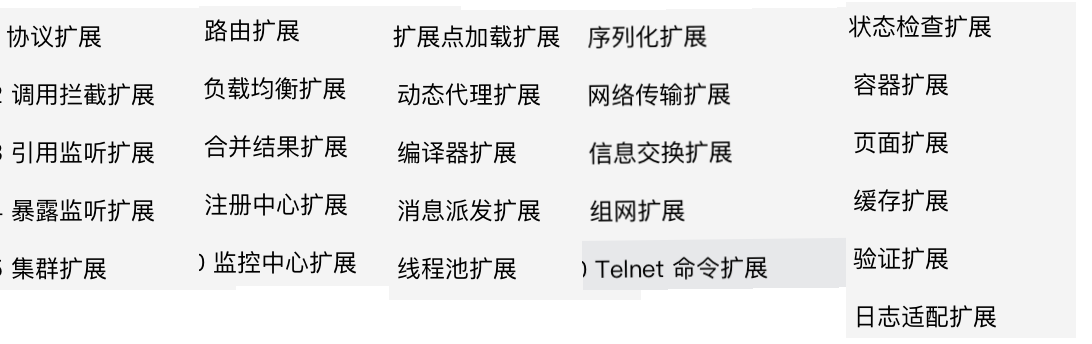 协议扩展
2 调用拦截扩展
3 引用监听扩展
暴露监听扩展
集群扩展
路由扩展
负载均衡扩展
合并结果扩展
注册中心扩展
0 监控中心扩展
扩展点加载扩展
动态代理扩展
编译器扩展
消息派发扩展
线程池扩展
序列化扩展
网络传输扩展
信息交换扩展
组网扩展
0 Telnet 命令扩展
状态检查扩展
容器扩展
页面扩展
缓存扩展
验证扩展
日志适配扩展